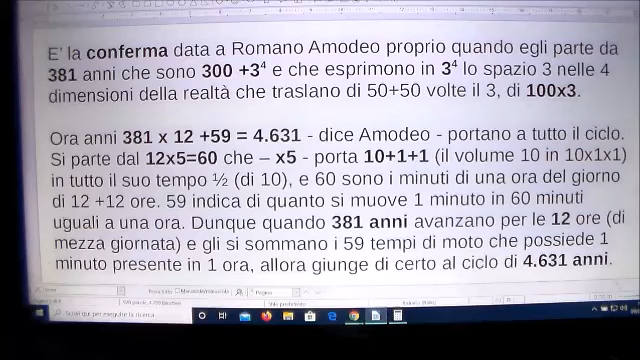 E' la conferma data a Romano Amodeo proprio quando egli parte da
381 anni che sono 300 +3⁴ e che esprimono in 3⁴ lo spazio 3 nelle 4
dimensioni della realtà che traslano di 50+50 volte il 3, di 100x3.
Ora anni 381 x 12 +59 = 4.631 - dice Amodeo - portano a tutto il ciclo.
Si parte dal 12x5=60 che – x5 - porta 10+1+1 (il volume 10 in 10x1x1)
in tutto il suo tempo ½ (di 10), e 60 sono i minuti di una ora del giorno
di 12 +12 ore. 59 indica di quanto si muove 1 minuto in 60 minuti
uguali a una ora. Dunque quando 381 anni avanzano per le 12 ore (di
mezza giornata) e gli si sommano i 59 tempi di moto che possiede 1
minuto presente in 1 ora, allora giunge di certo al ciclo di 4.631 anni.
Scrivi qui per eseguire la ricerca